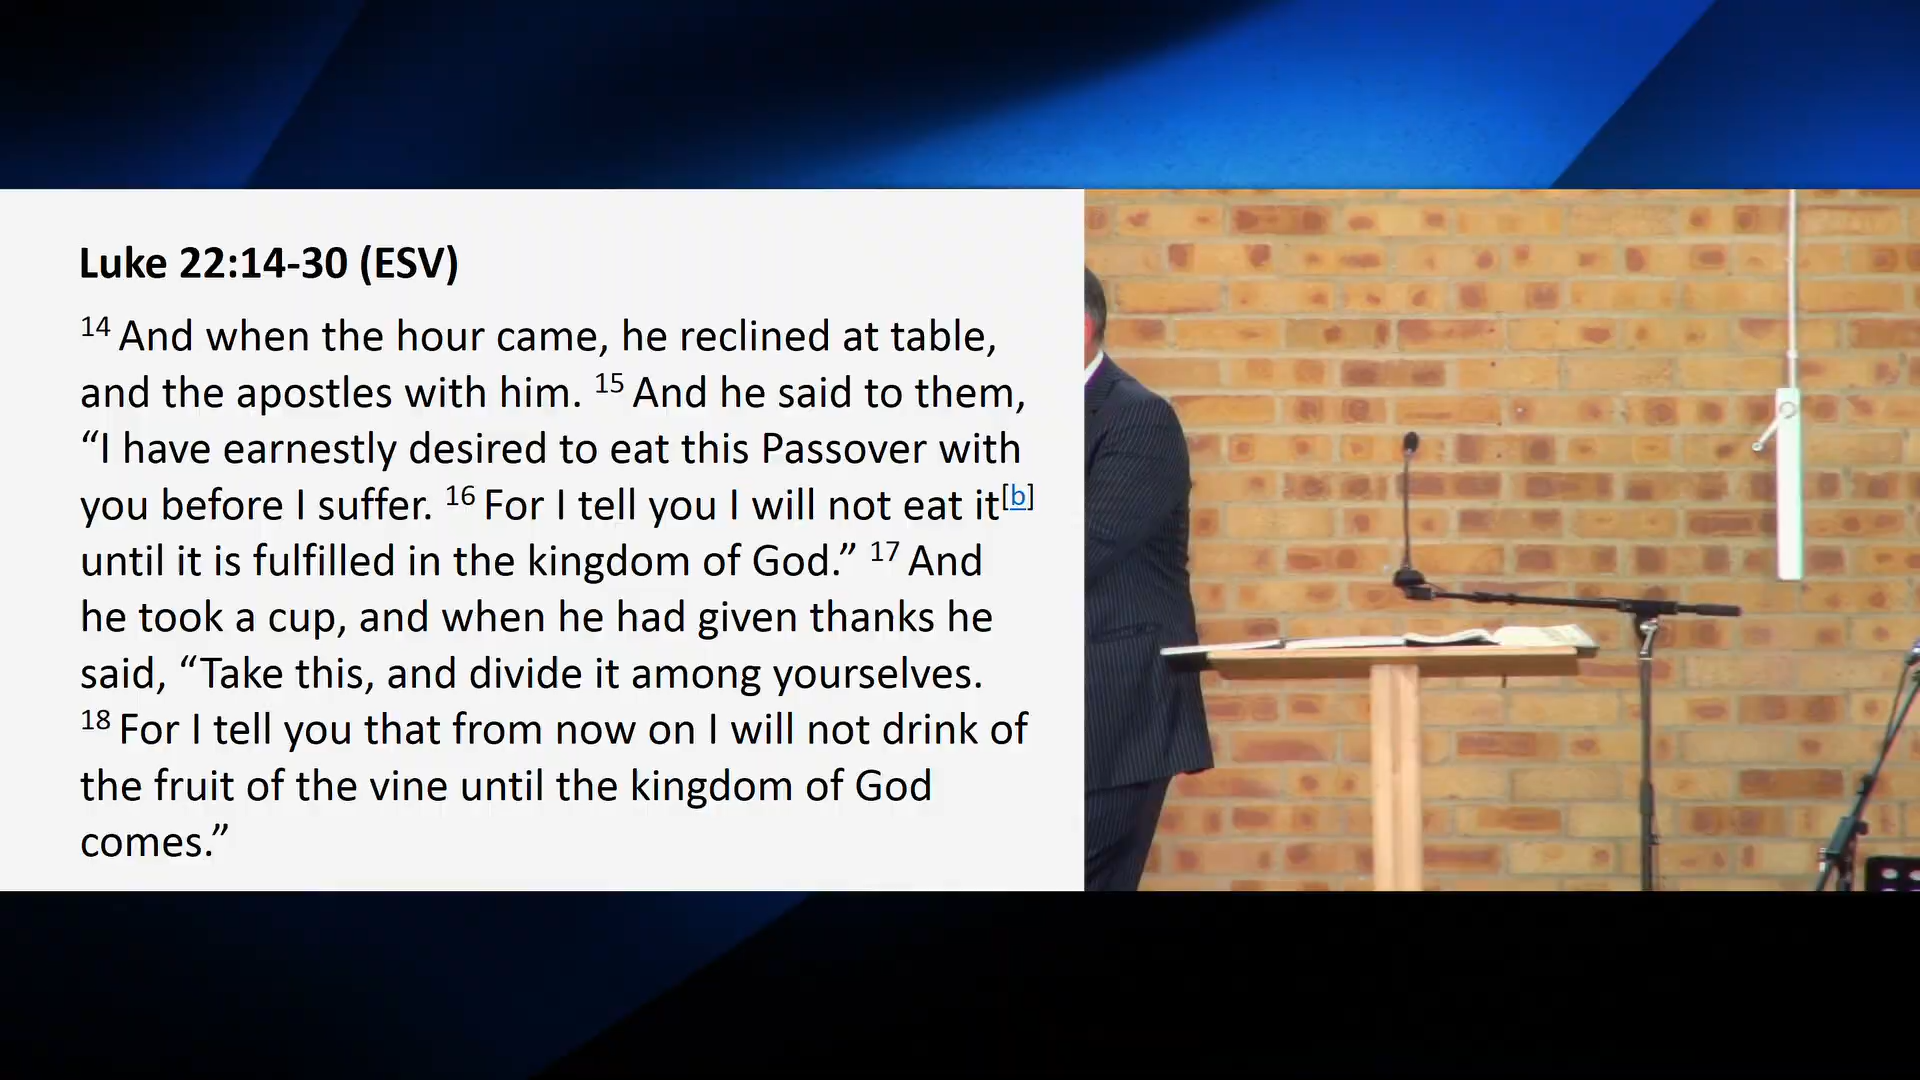 Luke 22:14-30 (ESV)
14 And when the hour came, he reclined at table,
and the apostles with him. 15 And he said to them,
“I have earnestly desired to eat this Passover with
you before I suffer. 16 For I tell you I will not eat it[b]
until it is fulfilled in the kingdom of God.” 17 And
he took a cup, and when he had given thanks he
said, “Take this, and divide it among yourselves.
18 For I tell you that from now on I will not drink of
the fruit of the vine until the kingdom of God
comes.”